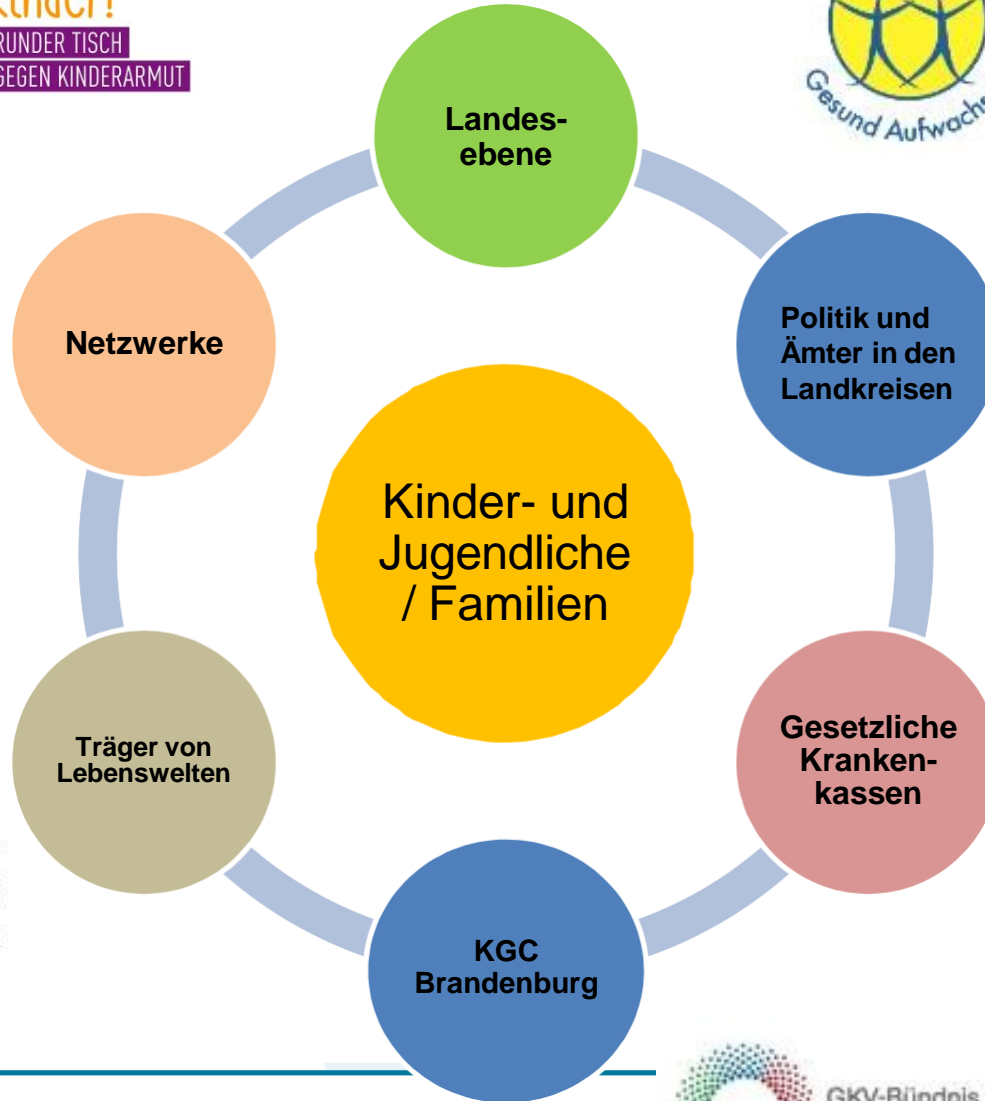 RUNDER TISCH
GEGEN KINDERARMUT
Gesund
Landes-
ebene
Netzwerke
Politik und
Ämter in den
Landkreisen
Kinder- und
Jugendliche
/ Familien
Träger von
Lebenswelten
Gesetzliche
Kranken-
kassen
KGC
Brandenburg
GKV-Bündnis